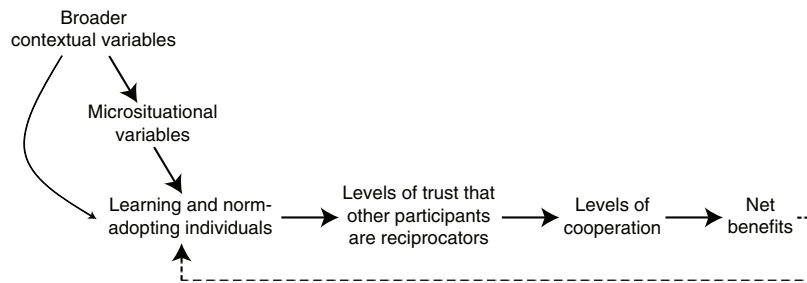 Broader
contextual variables
Microsituational
variables
Learning and norm-
adopting individuals
Levels of trust that
other participants
are reciprocators
Levels of
cooperation
Net
benefits